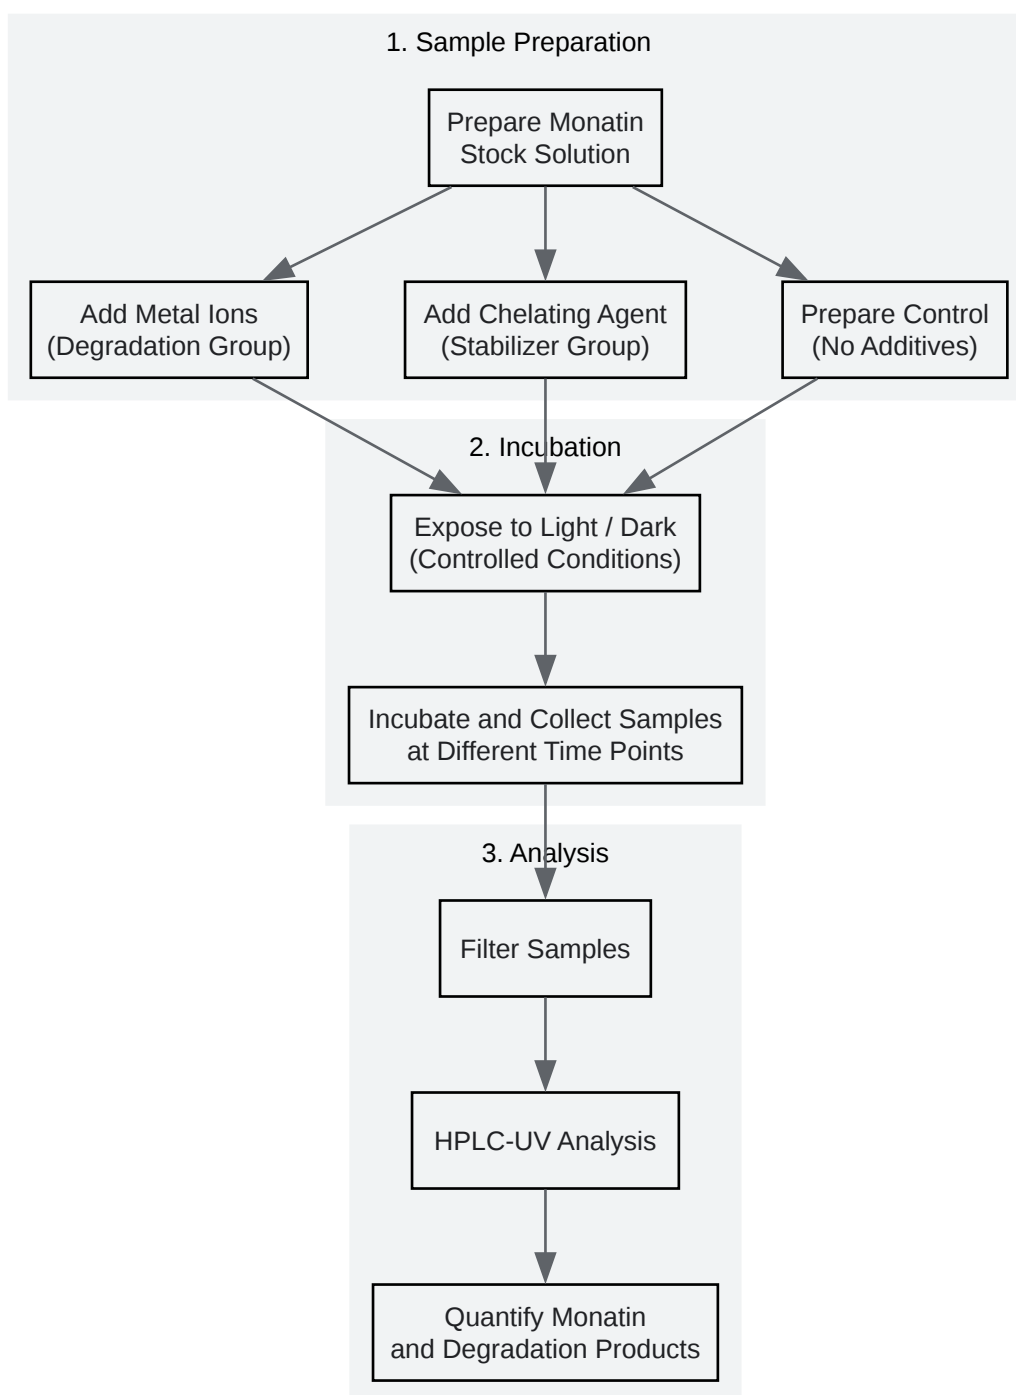 1. Sample Preparation
Prepare Monatin
Stock Solution
Add Metal Ions
(Degradation Group)
Add Chelating Agent
(Stabilizer Group)
Prepare Control
(No Additives)
2. Incubation
Expose to Light / Dark
(Controlled Conditions)
Incubate and Collect Samples
at Different Time Points
3. Analysis
Filter Samples
HPLC-UV Analysis
Quantify Monatin
and Degradation Products